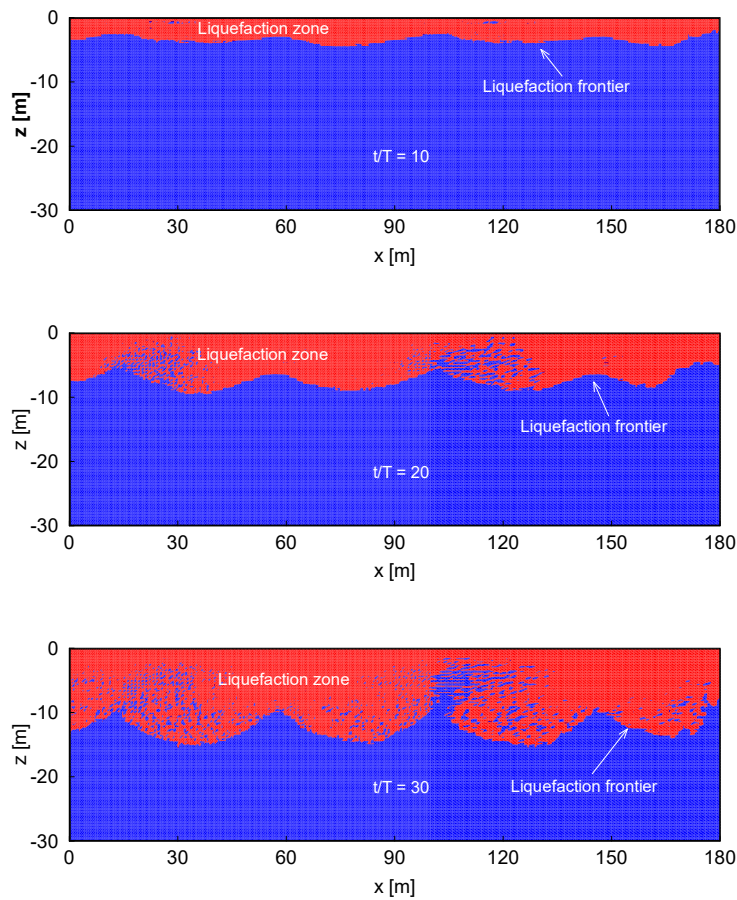 0
Liquefaction zone
-10
Liquefaction frontier
z [m]
-20
t/T = 10
-30
0 30 60 90 120 150 180
x [m]
0
Liquefaction zone
-10
Liquefaction frontier
z [m]
-20
t/T = 20
-30
0 30 60 90 120 150 180
x [m]
0
Liquefaction zone
-10
z [m]
-20
t/T = 30
Liquefaction frontier
-30
0 30 60 90 120 150 180
x [m]